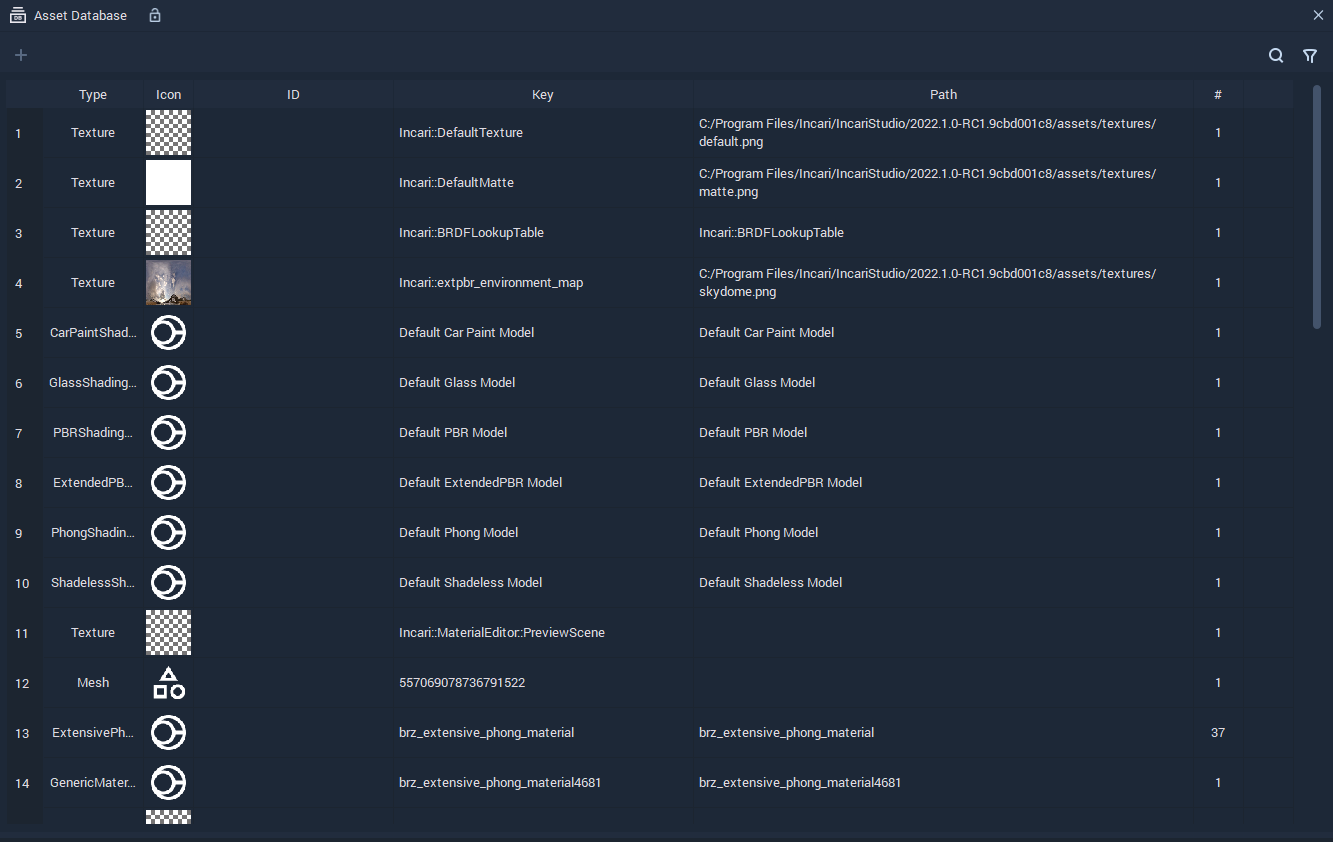 Asset Database
Type Icon ID Key Path #
1 Texture Incari::DefaultTexture C:/Program Files/Incari/IncariStudio/2022.1.0-RC1.9cbd001c8/assets/textures/ 1
default.png
2 Texture Incari::DefaultMatte C:/Program Files/Incari/IncariStudio/2022.1.0-RC1.9cbd001c8/assets/textures/ 1
matte.png
3 Texture Incari::BRDFLookupTable Incari::BRDFLookupTable 1
4 Texture Incari::extpbr_environment_map C:/Program Files/Incari/IncariStudio/2022.1.0-RC1.9cbd001c8/assets/textures/ 1
skydome.png
5 CarPaintShad... Default Car Paint Model Default Car Paint Model 1
6 GlassShading... Default Glass Model Default Glass Model 1
7 PBRShading... Default PBR Model Default PBR Model 1
8 ExtendedPB... Default ExtendedPBR Model Default ExtendedPBR Model 1
9 PhongShadin... Default Phong Model Default Phong Model 1
10 ShadelessSh... Default Shadeless Model Default Shadeless Model 1
11 Texture Incari::MaterialEditor::PreviewScene 1
12 Mesh 557069078736791522 1
13 ExtensivePh... brz_extensive_phong_material brz_extensive_phong_material 37
14 GenericMater... brz_extensive_phong_material4681 brz_extensive_phong_material4681 1